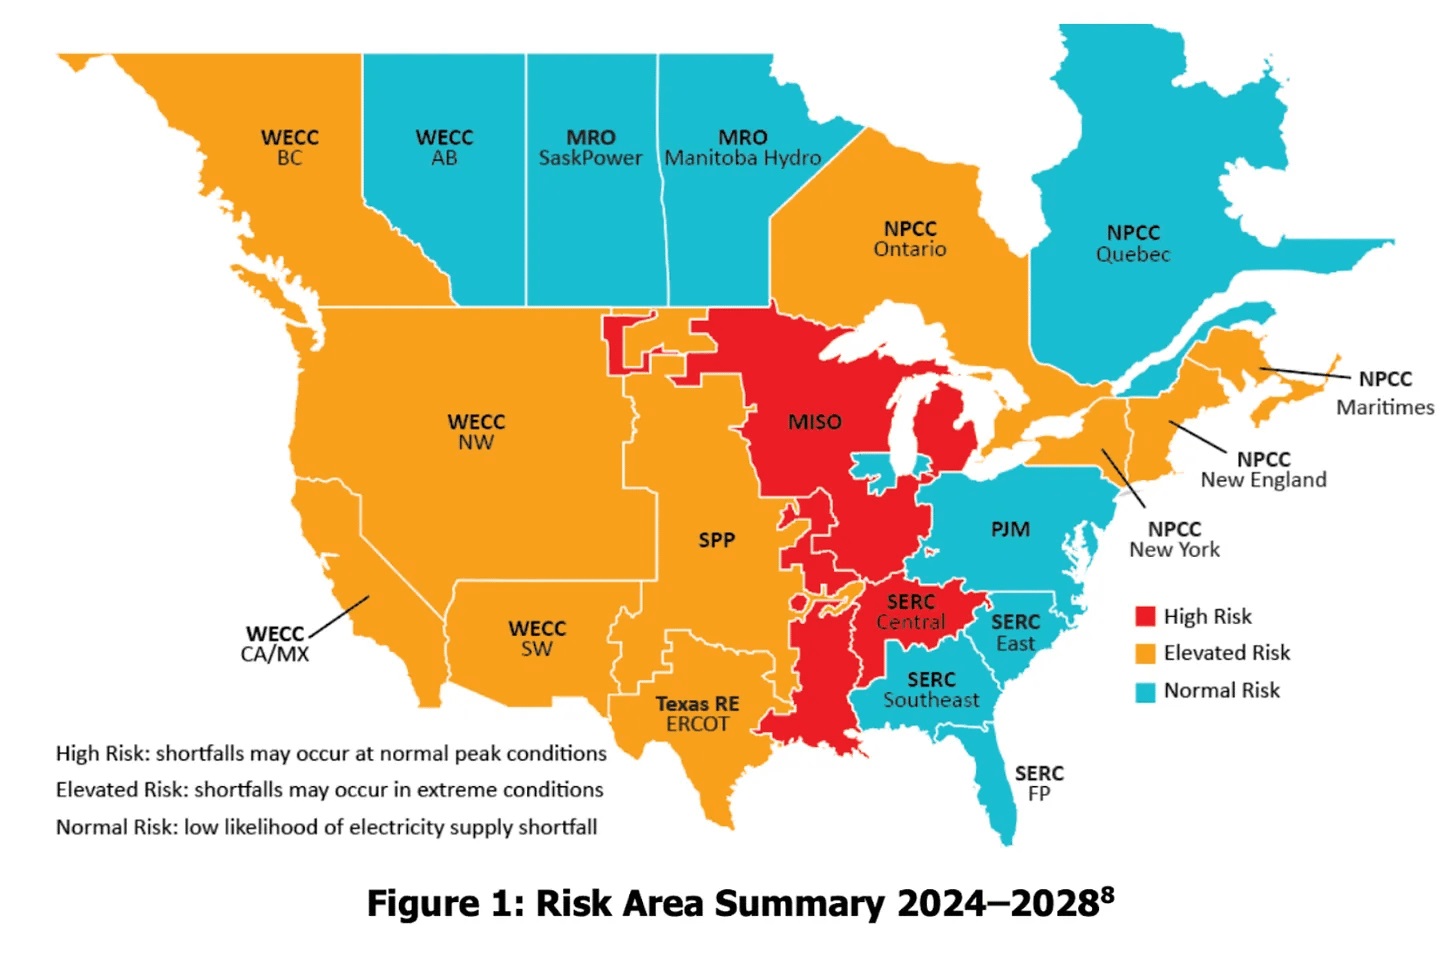 WECC
BC
WECC
AB
MRO
SaskPower
MRO
Manitoba Hydro
NPCC
Ontario
NPCC
Quebec
NPCC
Maritimes
WECC
NW
MISO
NPCC
New England
SPP
PJM
NPCC
New York
WECC
CA/MX
WECC
SW
SERC
Central
SERC
East
SERC
Southeast
Texas RE
ERCOT
SERC
FP
High Risk
Elevated Risk
Normal Risk
High Risk: shortfalls may occur at normal peak conditions
Elevated Risk: shortfalls may occur in extreme conditions
Normal Risk: low likelihood of electricity supply shortfall
Figure 1: Risk Area Summary 2024–2028⁸